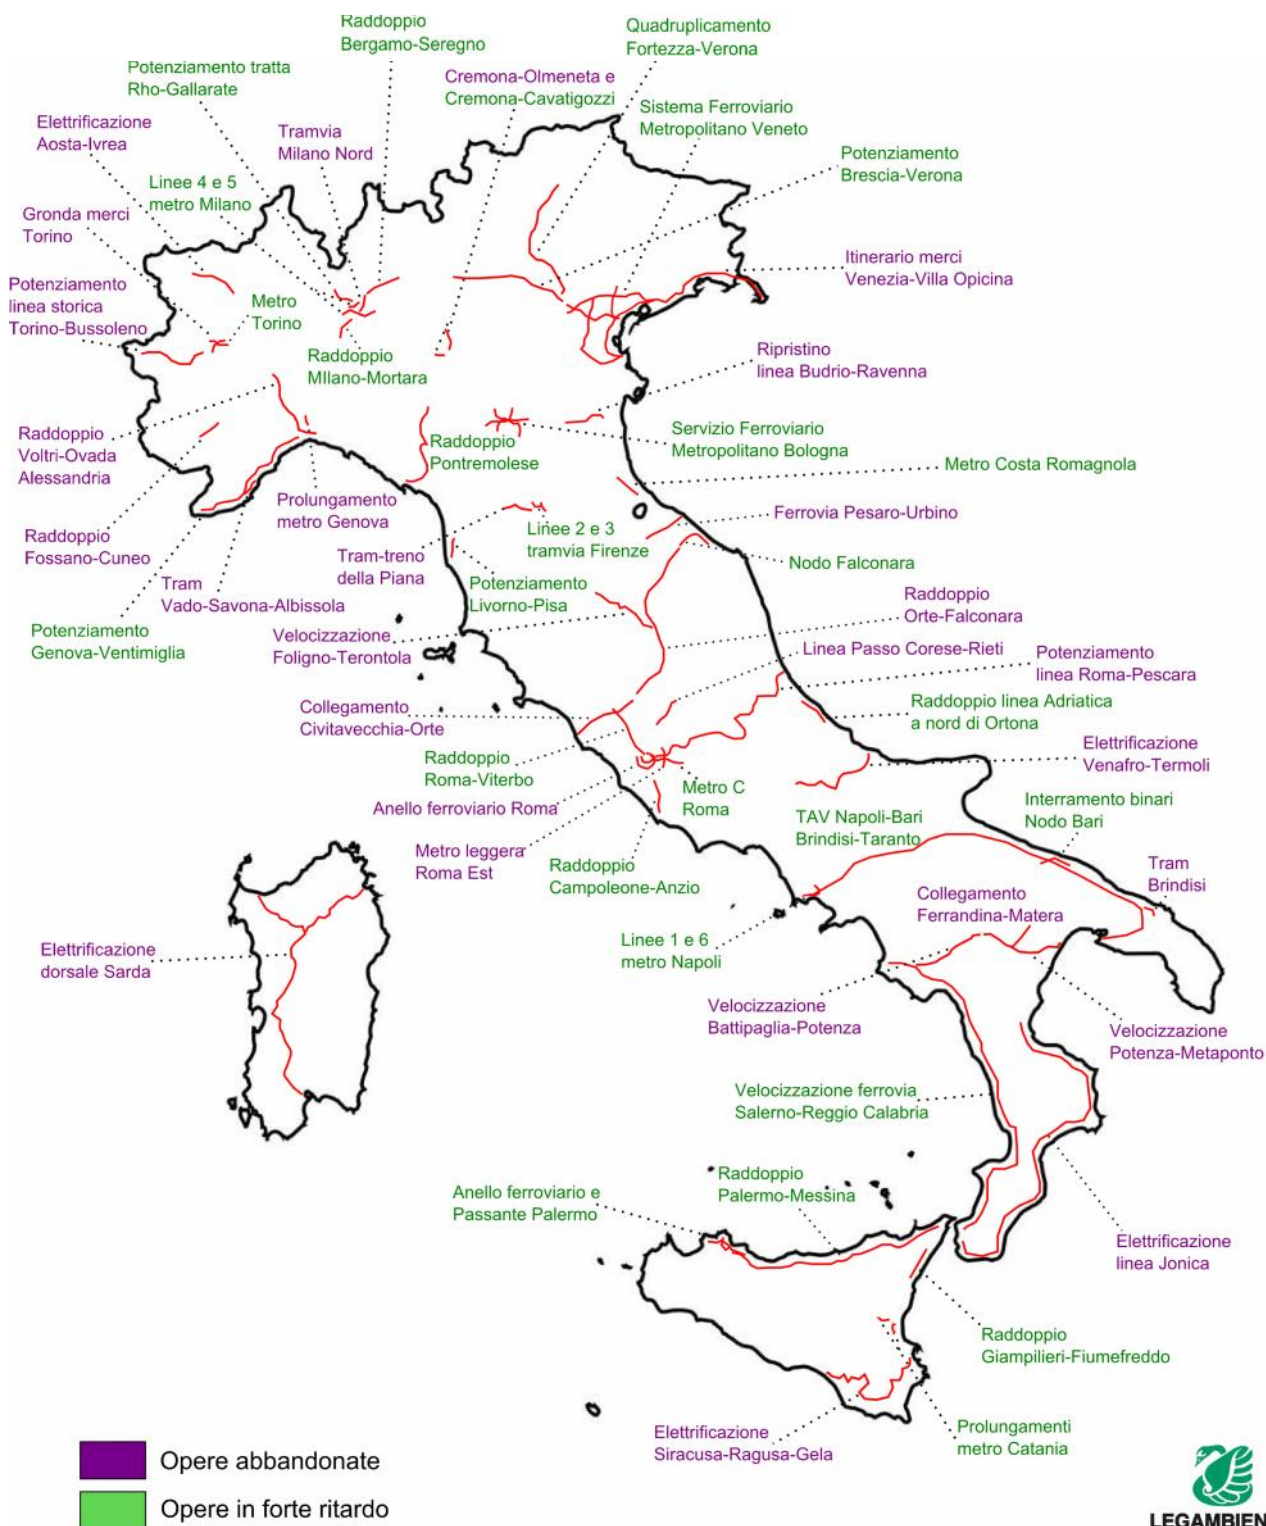 Raddoppio
Bergamo-Seregno
Quadruplicamento
Fortezza-Verona
Potenziamento tratta
Rho-Gallarate
Cremona-Olmeneta e
Cremona-Cavatigozzi
Sistema Ferroviario
Metropolitano Veneto
Elettrificazione
Aosta-Ivrea
Tramvia
Milano Nord
Potenziamento
Brescia-Verona
Linee 4 e 5
metro Milano
Gronda merci
Torino
Itinerario merci
Venezia-Villa Opicina
Potenziamento
linea storica
Torino-Bussoleno
Metro
Torino
Raddoppio
MIlano-Mortara
Ripristino
linea Budrio-Ravenna
Raddoppio
Voltri-Ovada
Alessandria
Raddoppio
Pontremolese
Servizio Ferroviario
Metropolitano Bologna
Metro Costa Romagnola
Prolungamento
metro Genova
Ferrovia Pesaro-Urbino
Raddoppio
Fossano-Cuneo
Linee 2 e 3
tramvia Firenze
Tram-treno
della Piana
Nodo Falconara
Tram
Vado-Savona-Albissola
Potenziamento
Livorno-Pisa
Raddoppio
Orte-Falconara
Potenziamento
Genova-Ventimiglia
Velocizzazione
Foligno-Terontola
Linea Passo Corese-Rieti
Potenziamento
linea Roma-Pescara
Collegamento
Civitavecchia-Orte
Raddoppio linea Adriatica
a nord di Ortona
Raddoppio
Roma-Viterbo
Elettrificazione
Venafro-Termoli
Anello ferroviario Roma
Metro C
Roma
TAV Napoli-Bari
Brindisi-Taranto
Interramento binari
Nodo Bari
Metro leggera
Roma Est
Raddoppio
Campoleone-Anzio
Tram
Brindisi
Collegamento
Ferrandina-Matera
Elettrificazione
dorsale Sarda
Linee 1 e 6
metro Napoli
Velocizzazione
Battipaglia-Potenza
Velocizzazione
Potenza-Metaponto
Velocizzazione ferrovia
Salerno-Reggio Calabria
Raddoppio
Palermo-Messina
Anello ferroviario e
Passante Palermo
Elettrificazione
linea Jonica
Raddoppio
Giampilieri-Fiumefreddo
Elettrificazione
Siracusa-Ragusa-Gela
Prolungamenti
metro Catania
Opere abbandonate
Opere in forte ritardo
LEGAMBIEN